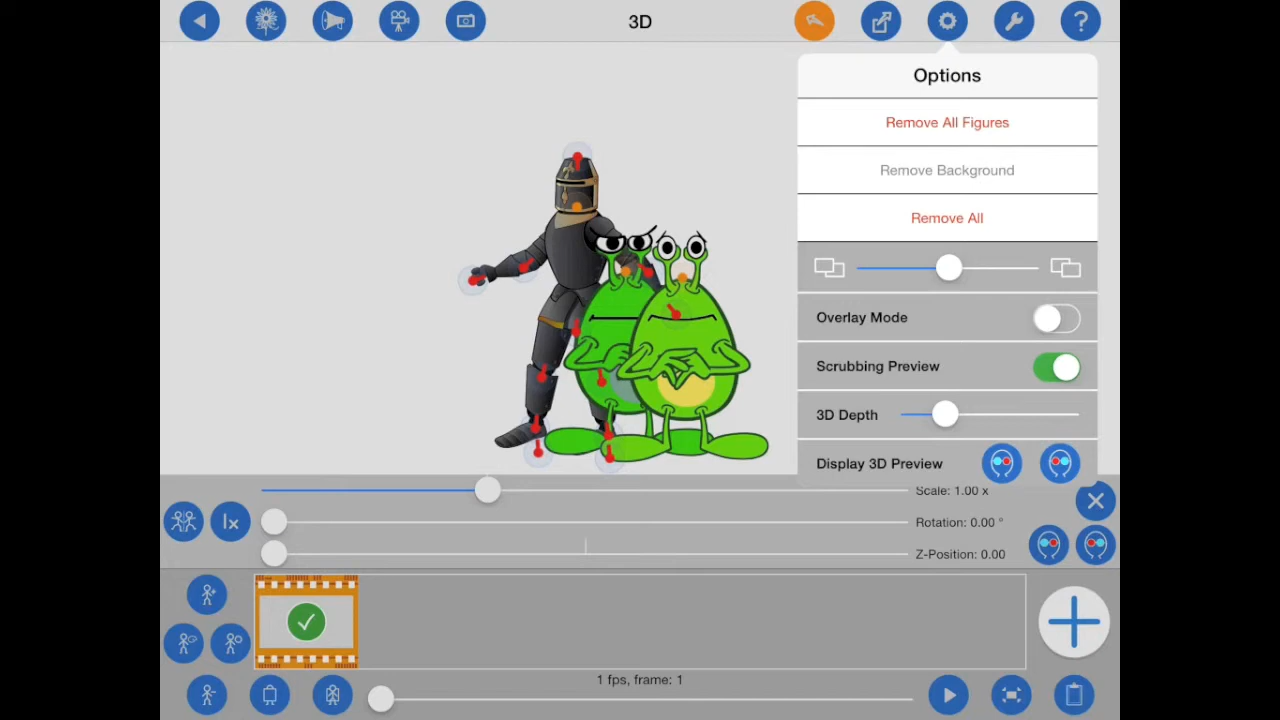 3D
?
Options
Remove All Figures
Remove Background
Remove All
Overlay Mode
Scrubbing Preview
3D Depth
Display 3D Preview
Scale: 1.00 x
1x
Rotation: 0.00 °
Z-Position: 0.00
1 fps, frame: 1